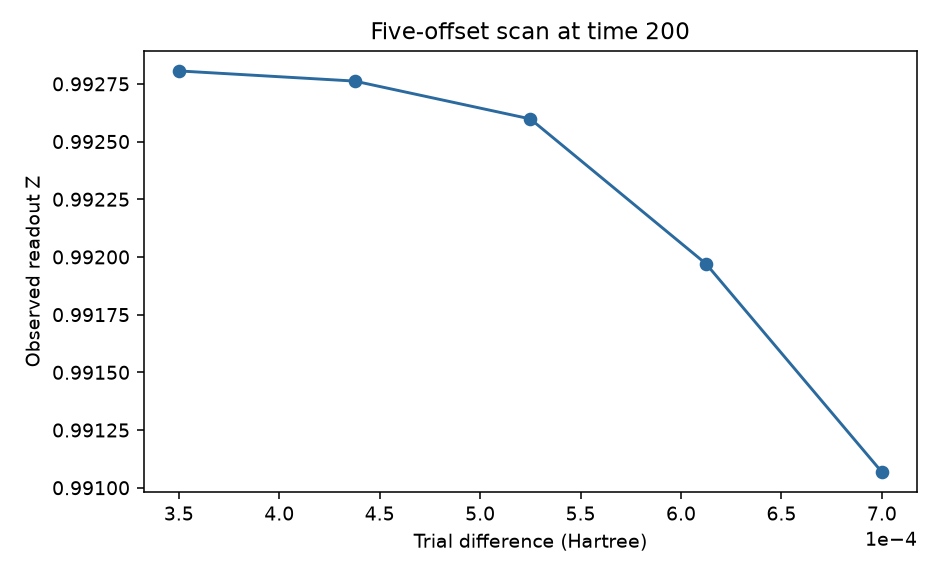 Five-offset scan at time 200
Observed readout Z
0.99275
0.99250
0.99225
0.99200
0.99175
0.99150
0.99125
0.99100
3.5 4.0 4.5 5.0 5.5 6.0 6.5 7.0
1e−4
Trial difference (Hartree)